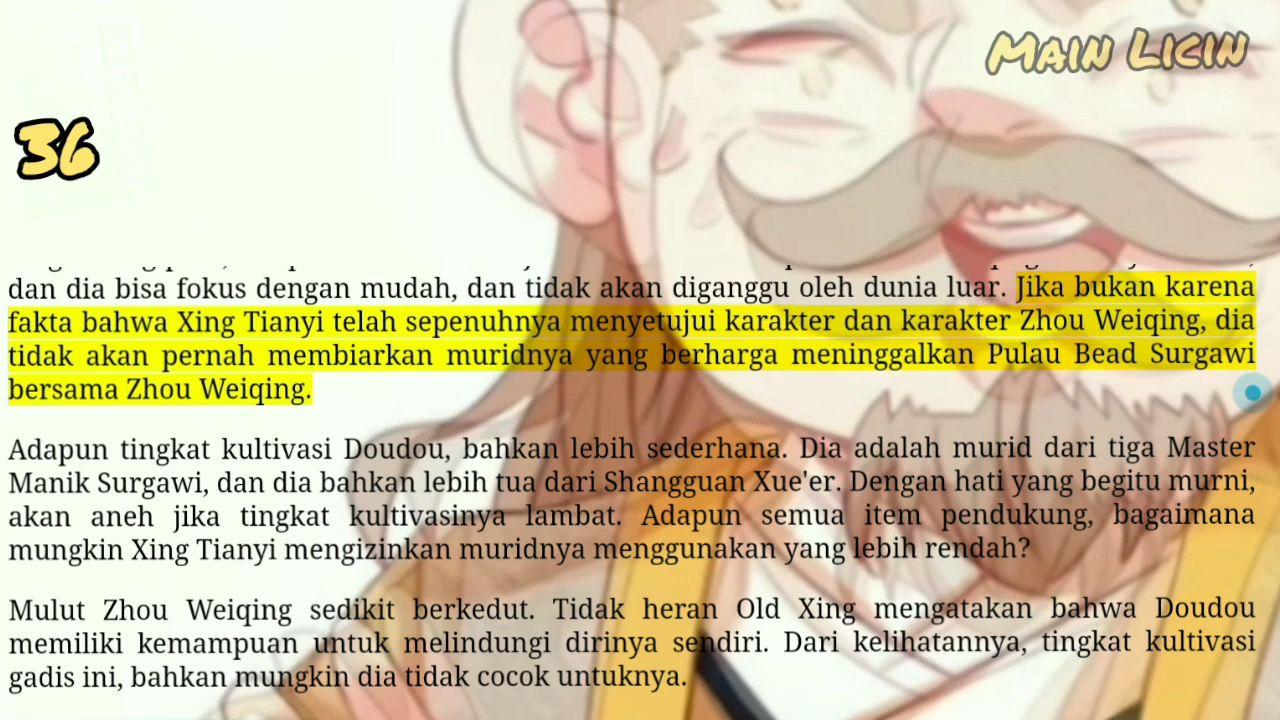 Main Licin
36
dan dia bisa fokus dengan mudah, dan tidak akan diganggu oleh dunia luar. Jika bukan karena
fakta bahwa Xing Tianyi telah sepenuhnya menyetujui karakter dan karakter Zhou Weiqing, dia
tidak akan pernah membiarkan muridnya yang berharga meninggalkan Pulau Bead Surgawi
bersama Zhou Weiqing.
Adapun tingkat kultivasi Doudou, bahkan lebih sederhana. Dia adalah murid dari tiga Master
Manik Surgawi, dan dia bahkan lebih tua dari Shangguan Xue'er. Dengan hati yang begitu murni,
akan aneh jika tingkat kultivasinya lambat. Adapun semua item pendukung, bagaimana
mungkin Xing Tianyi mengizinkan muridnya menggunakan yang lebih rendah?
Mulut Zhou Weiqing sedikit berkedut. Tidak heran Old Xing mengatakan bahwa Doudou
memiliki kemampuan untuk melindungi dirinya sendiri. Dari kelihatannya, tingkat kultivasi
gadis ini, bahkan mungkin dia tidak cocok untuknya.